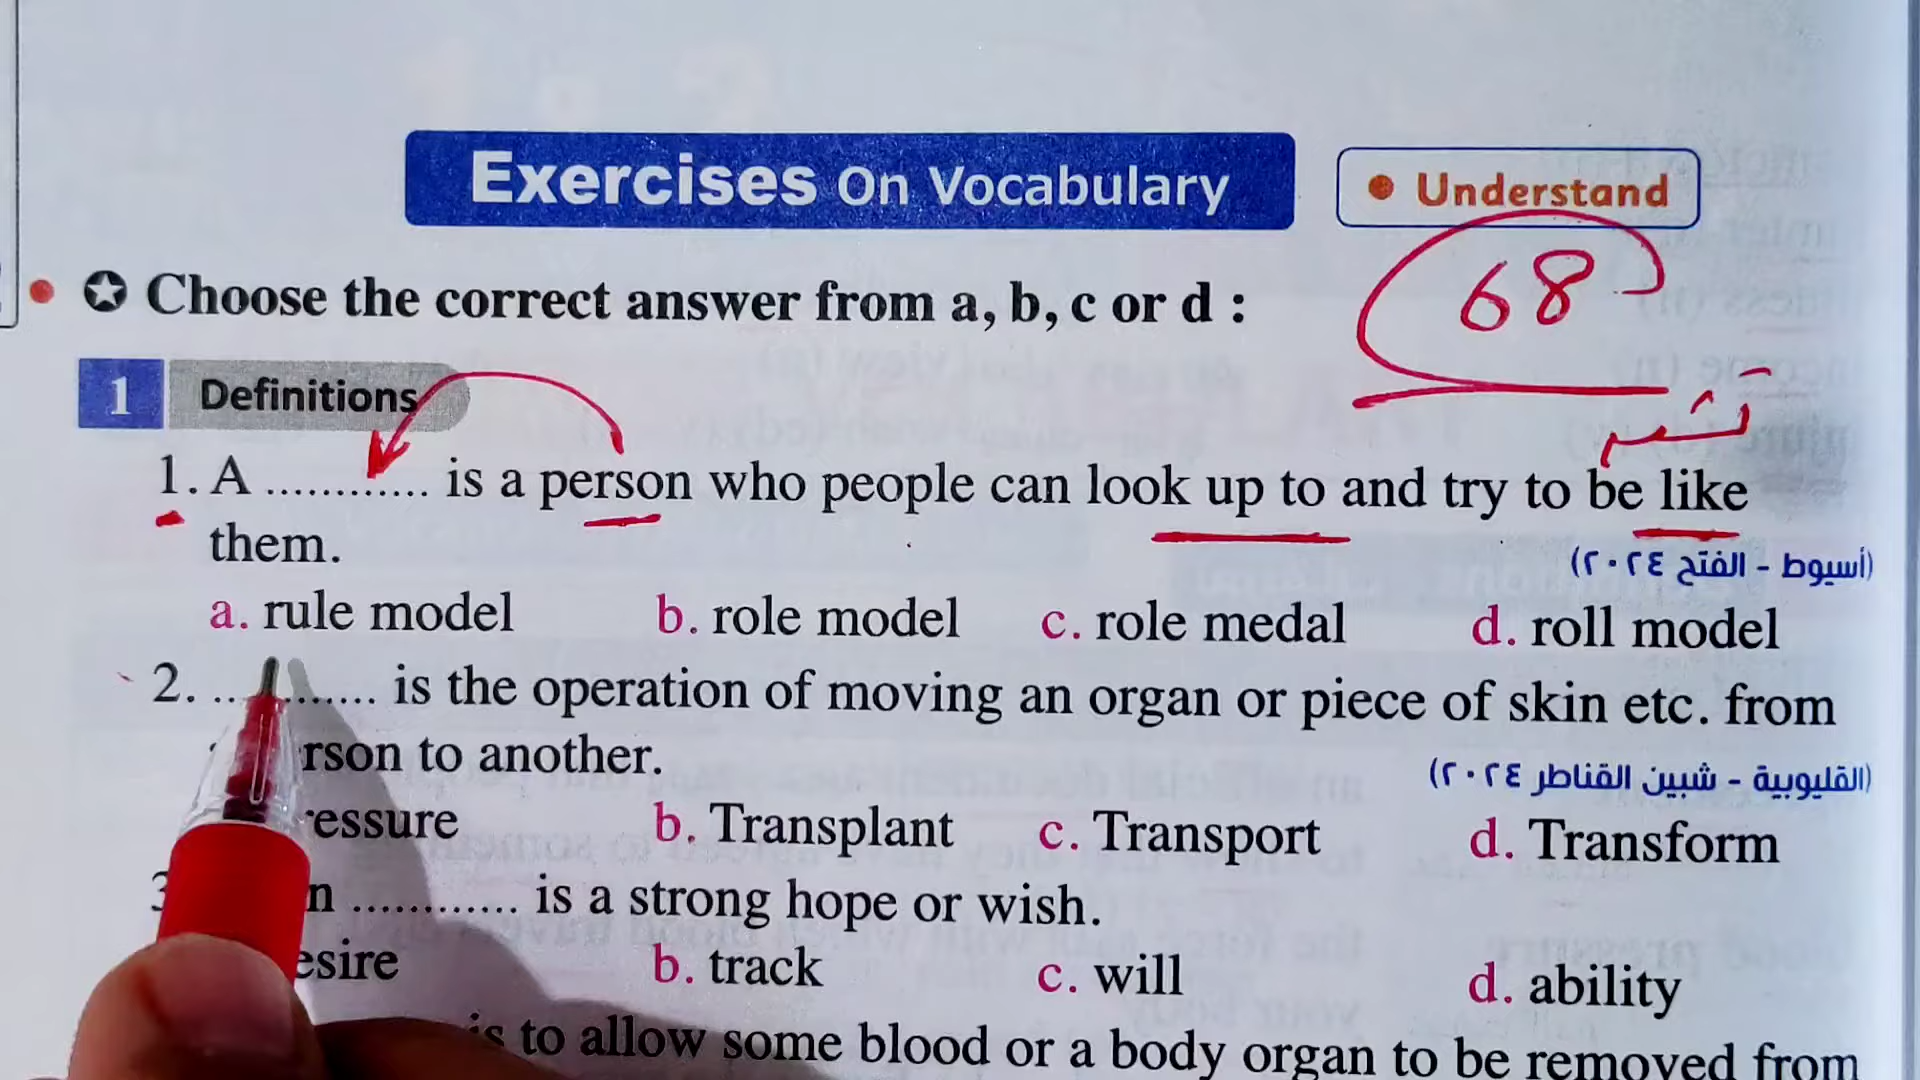 Exercises On Vocabulary
• Understand
68
• Choose the correct answer from a, b, c or d :
1 Definitions
1. A ............ is a person who people can look up to and try to be like
them.
(أسيوط - الفتح ٢٠٢٤)
a. rule model b. role model c. role medal d. roll model
2. ............ is the operation of moving an organ or piece of skin etc. from
to another.
(القليوبية - شبين القناطر ٢٠٢٤)
b. Transplant c. Transport d. Transform
............ is a strong hope or wish.
b. track c. will d. ability
is to allow some blood or a body organ to be removed from